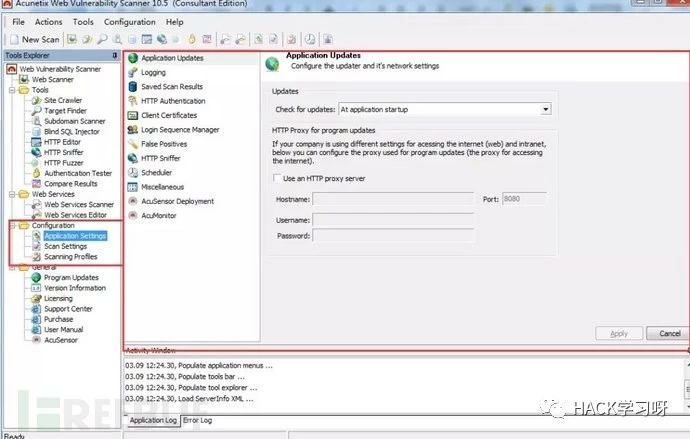 Acunetix Web Vulnerability Scanner 10.5 (Consultant Edition)
File Actions Tools Configuration Help
New Scan
Tools Explorer
Web Vulnerability Scanner
Web Scanner
Tools
Site Crawler
Target Finder
Subdomain Scanner
Blind SQL Injector
HTTP Editor
HTTP Sniffer
HTTP Fuzzer
Authentication Tester
Compare Results
Web Services
Web Services Scanner
Web Services Editor
Configuration
Application Settings
Scan Settings
Scanning Profiles
General
Program Updates
Version Information
Licensing
Support Center
Purchase
User Manual
AcuSensor
Application Updates
Logging
Saved Scan Results
HTTP Authentication
Client Certificates
Login Sequence Manager
False Positives
HTTP Sniffer
Scheduler
Miscellaneous
AcuSensor Deployment
AcuMonitor
Application Updates
Configure the updater and it's network settings
Updates
Check for updates: At application startup
HTTP Proxy for program updates
If your company is using different settings for acessing the internet (web) and intranet,
below you can configure the proxy used for program updates (the proxy for accessing
the internet).
Use an HTTP proxy server
Hostname: Port: 8080
Username:
Password:
Apply Cancel
Activity Window
03.09 12:24.30, Populate application menus ...
03.09 12:24.30, Populate tools bar ...
03.09 12:24.30, Populate tool explorer ...
03.09 12:24.30, Load ServerInfo XML ...
Application Log Error Log
Ready
FREEBUF
HACK学习呀